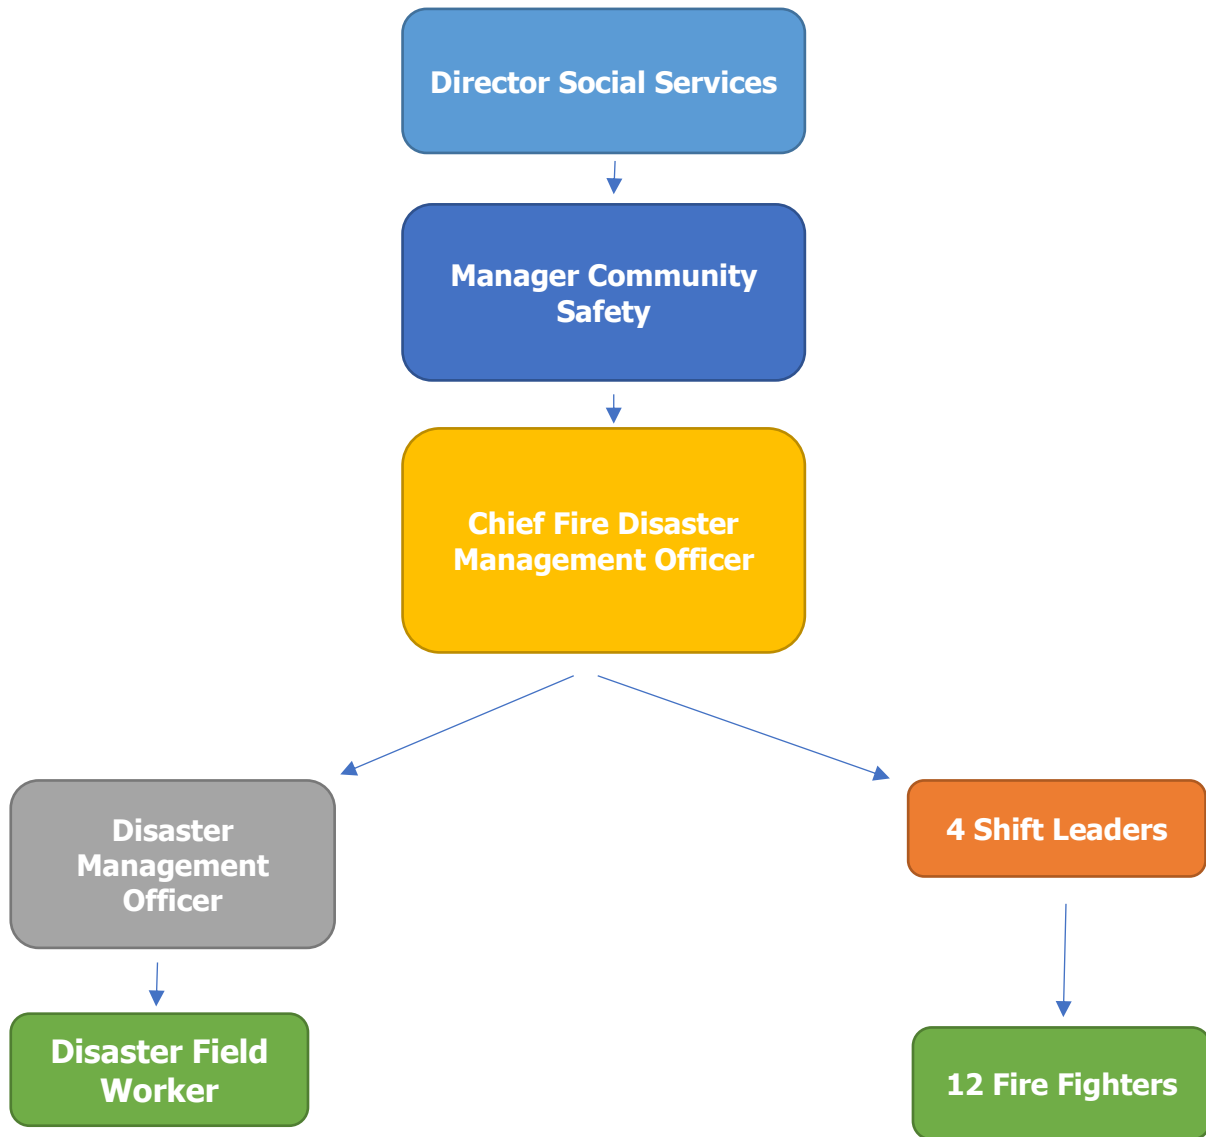 Director Social Services
Manager Community
Safety
Chief Fire Disaster
Management Officer
Disaster
Management
Officer
4 Shift Leaders
Disaster Field
Worker
12 Fire Fighters